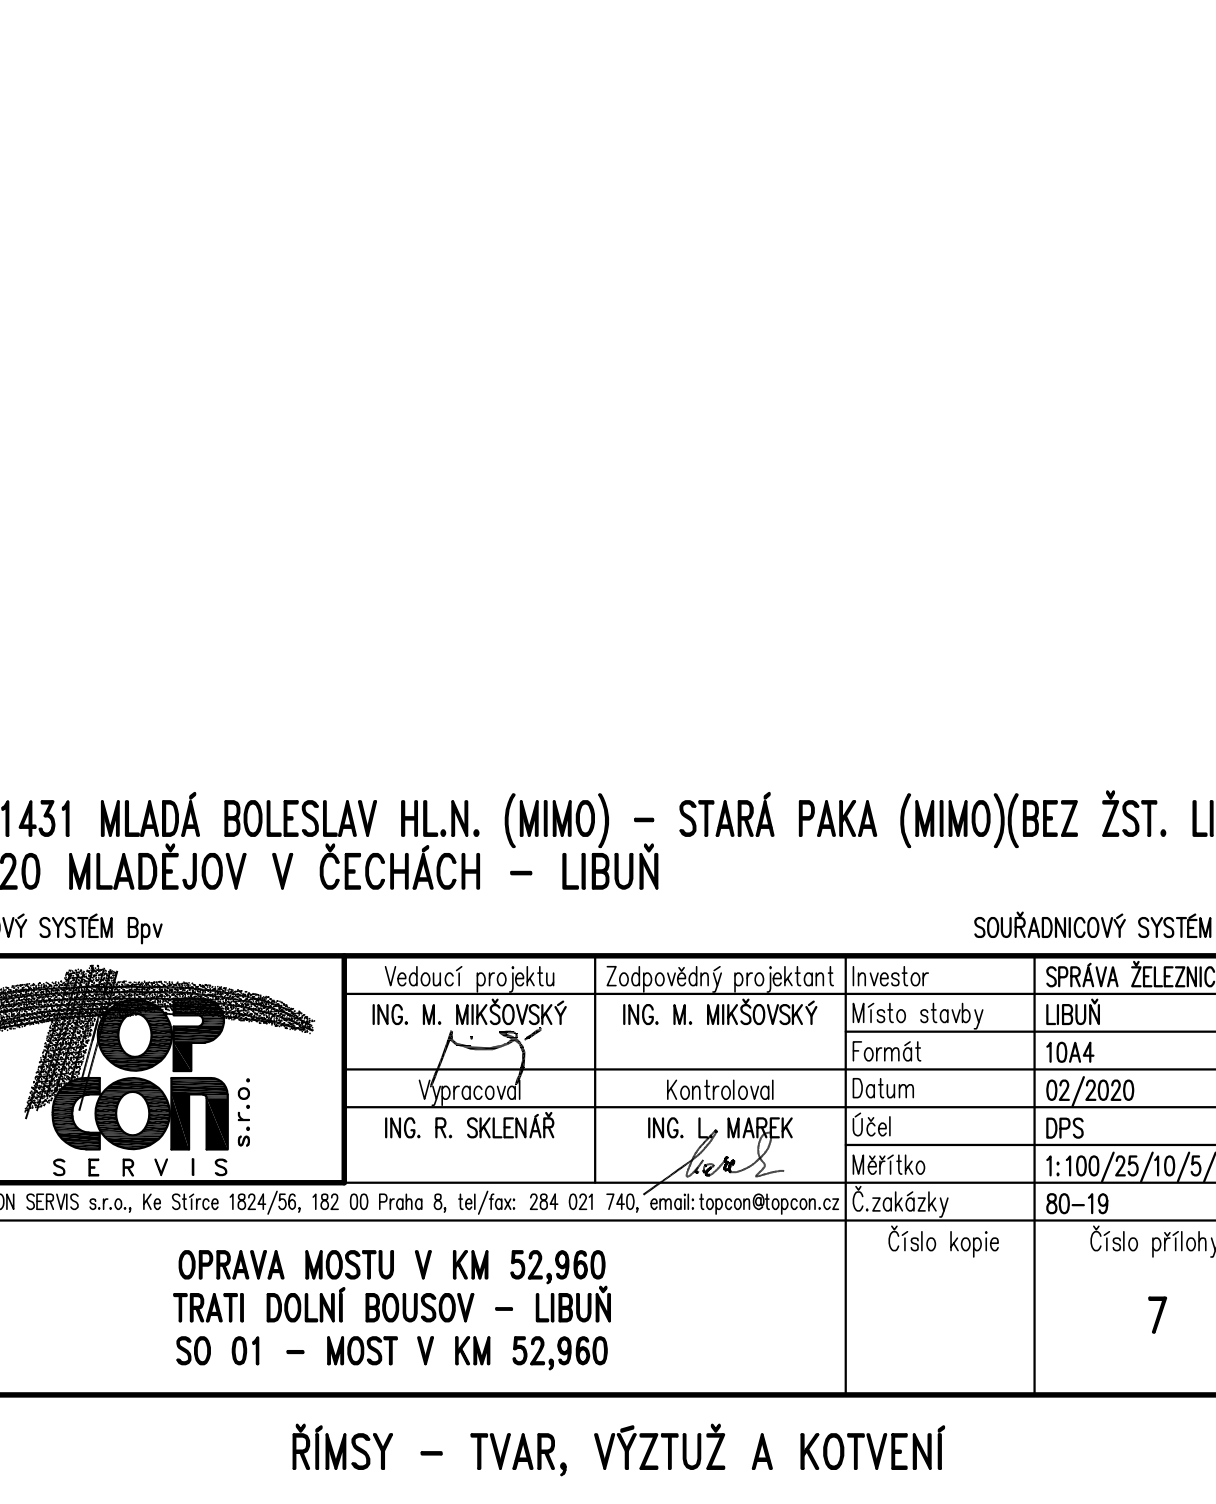 1431 MLADÁ BOLESLAV HL.N. (MIMO) – STARÁ PAKA (MIMO)(BEZ ŽST. LI
20 MLADĚJOV V ČECHÁCH – LIBUŇ
OVÝ SYSTÉM Bpv
SOUŘADNICOVÝ SYSTÉM
TOP
CON
s.r.o.
SERVIS
Vedoucí projektu
ING. M. MIKŠOVSKÝ
Zodpovědný projektant
ING. M. MIKŠOVSKÝ
Vypracoval
ING. R. SKLENÁŘ
Kontroloval
ING. L. MAREK
Investor
SPRÁVA ŽELEZNIC
Místo stavby
LIBUŇ
Formát
10A4
Datum
02/2020
Účel
DPS
Měřítko
1:100/25/10/5/
ON SERVIS s.r.o., Ke Stírce 1824/56, 182 00 Praha 8, tel/fax: 284 021 740, email:topcon@topcon.cz
Č.zakázky
80–19
OPRAVA MOSTU V KM 52,960
TRATI DOLNÍ BOUSOV – LIBUŇ
SO 01 – MOST V KM 52,960
Číslo kopie
Číslo přílohy
7
ŘÍMSY – TVAR, VÝZTUŽ A KOTVENÍ